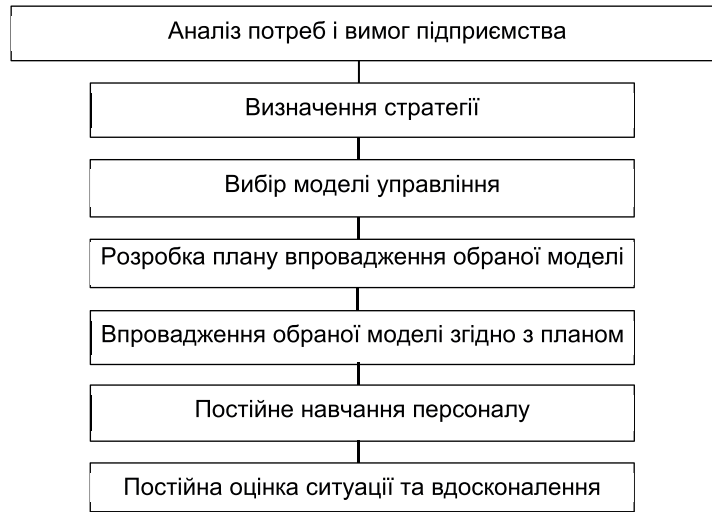 Аналіз потреб і вимог підприємства
Визначення стратегії
Вибір моделі управління
Розробка плану впровадження обраної моделі
Впровадження обраної моделі згідно з планом
Постійне навчання персоналу
Постійна оцінка ситуації та вдосконалення